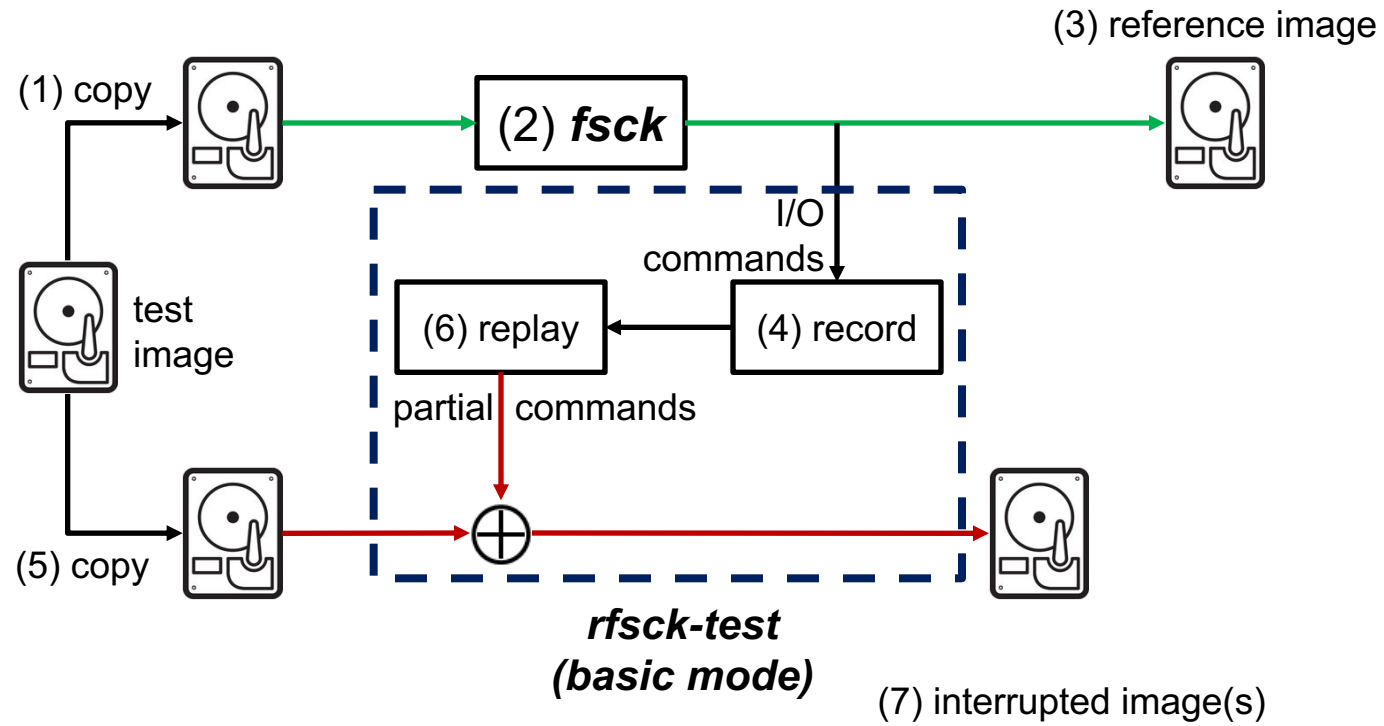 (3) reference image
(1) copy
(2) fsck
I/O
commands
test
image
(6) replay
(4) record
partial commands
(5) copy
rfsck-test
(basic mode)
(7) interrupted image(s)